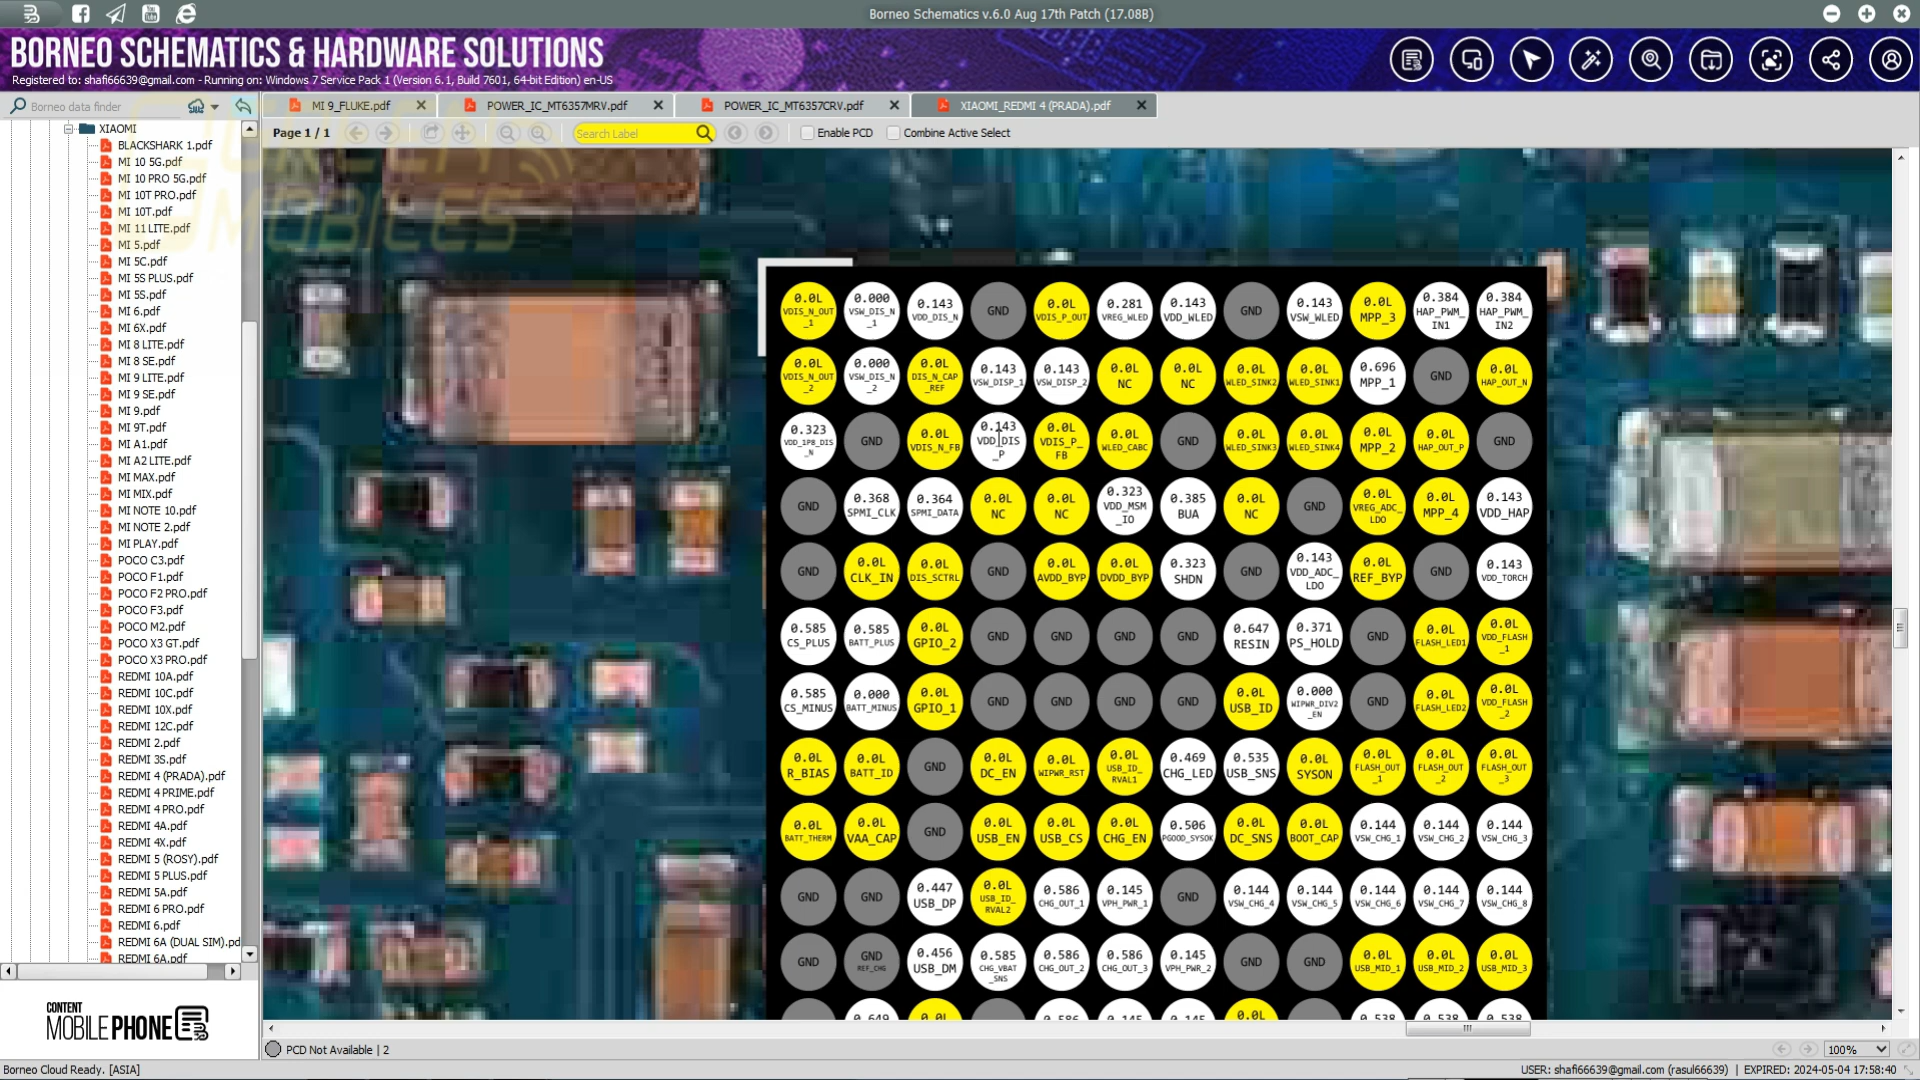 Borneo Schematics v.6.0 Aug 17th Patch (17.08B)
BORNEO SCHEMATICS & HARDWARE SOLUTIONS
Registered to: shafi66639@gmail.com - Running on: Windows 7 Service Pack 1 (Version 6.1, Build 7601, 64-bit Edition) en-US
Borneo data finder
MI 9_FLUKE.pdf POWER_IC_MT6357MRV.pdf POWER_IC_MT6357CRV.pdf XIAOMI_REDMI 4 (PRADA).pdf
Page 1 / 1 Search Label Enable PCD Combine Active Select
XIAOMI
BLACKSHARK 1.pdf
MI 10 5G.pdf
MI 10 PRO 5G.pdf
MI 10T PRO.pdf
MI 10T.pdf
MI 11 LITE.pdf
MI 5.pdf
MI 5C.pdf
MI 5S PLUS.pdf
MI 5S.pdf
MI 6.pdf
MI 6X.pdf
MI 8 LITE.pdf
MI 8 SE.pdf
MI 9 LITE.pdf
MI 9 SE.pdf
MI 9.pdf
MI 9T.pdf
MI A1.pdf
MI A2 LITE.pdf
MI MAX.pdf
MI MIX.pdf
MI NOTE 10.pdf
MI NOTE 2.pdf
MI PLAY.pdf
POCO C3.pdf
POCO F1.pdf
POCO F2 PRO.pdf
POCO F3.pdf
POCO M2.pdf
POCO X3 GT.pdf
POCO X3 PRO.pdf
REDMI 10A.pdf
REDMI 10C.pdf
REDMI 10X.pdf
REDMI 12C.pdf
REDMI 2.pdf
REDMI 3S.pdf
REDMI 4 (PRADA).pdf
REDMI 4 PRIME.pdf
REDMI 4 PRO.pdf
REDMI 4A.pdf
REDMI 4X.pdf
REDMI 5 (ROSY).pdf
REDMI 5 PLUS.pdf
REDMI 5A.pdf
REDMI 6 PRO.pdf
REDMI 6.pdf
REDMI 6A (DUAL SIM).pd
REDMI 6A.pdf
CONTENT
MOBILEPHONE
MOBILES
0.0L 0.000 0.143 GND 0.0L 0.281 0.143 GND 0.143 0.0L 0.384 0.384
VDIS_N_OUT_1 VSW_DIS_N_1 VDD_DIS_N VDIS_P_OUT VREG_WLED VDD_WLED VSW_WLED MPP_3 HAP_PWM_IN1 HAP_PWM_IN2
0.0L 0.000 0.0L 0.143 0.143 0.0L 0.0L 0.0L 0.0L 0.696 GND 0.0L
VDIS_N_OUT_2 VSW_DIS_N_2 DIS_N_CAP_REF VSW_DISP_1 VSW_DISP_2 NC NC WLED_SINK2 WLED_SINK1 MPP_1 HAP_OUT_N
0.323 GND 0.0L 0.143 0.0L 0.0L GND 0.0L 0.0L 0.0L 0.0L GND
VDD_1P8_DIS_N VDIS_N_FB VDD_DIS_P VDIS_P_FB WLED_CABC WLED_SINK3 WLED_SINK4 MPP_2 HAP_OUT_P
GND 0.368 0.364 0.0L 0.0L 0.323 0.385 0.0L GND 0.0L 0.0L 0.143
SPMI_CLK SPMI_DATA NC NC VDD_MSM_IO BUA NC VREG_ADC_LDO MPP_4 VDD_HAP
GND 0.0L 0.0L GND 0.0L 0.0L 0.323 GND 0.143 0.0L GND 0.143
CLK_IN DIS_SCTRL AVDD_BYP DVDD_BYP SHDN VDD_ADC_LDO REF_BYP VDD_TORCH
0.585 0.585 0.0L GND GND GND GND 0.647 0.371 GND 0.0L 0.0L
CS_PLUS BATT_PLUS GPIO_2 RESIN PS_HOLD FLASH_LED1 VDD_FLASH_1
0.585 0.000 0.0L GND GND GND GND 0.0L 0.000 GND 0.0L 0.0L
CS_MINUS BATT_MINUS GPIO_1 USB_ID WIPWR_DIV2_EN FLASH_LED2 VDD_FLASH_2
0.0L 0.0L GND 0.0L 0.0L 0.0L 0.469 0.535 0.0L 0.0L 0.0L 0.0L
R_BIAS BATT_ID DC_EN WIPWR_RST USB_ID_RVAL1 CHG_LED USB_SNS SYSON FLASH_OUT_1 FLASH_OUT_2 FLASH_OUT_3
0.0L 0.0L GND 0.0L 0.0L 0.0L 0.506 0.0L 0.0L 0.144 0.144 0.144
BATT_THERM VAA_CAP USB_EN USB_CS CHG_EN PGOOD_SYSOK DC_SNS BOOT_CAP VSW_CHG_1 VSW_CHG_2 VSW_CHG_3
GND GND 0.447 0.0L 0.586 0.145 GND 0.144 0.144 0.144 0.144 0.144
USB_DP USB_ID_RVAL2 CHG_OUT_1 VPH_PWR_1 VSW_CHG_4 VSW_CHG_5 VSW_CHG_6 VSW_CHG_7 VSW_CHG_8
GND GND 0.456 0.585 0.586 0.586 0.145 GND GND 0.0L 0.0L 0.0L
REF_CHG USB_DM CHG_VBAT_SNS CHG_OUT_2 CHG_OUT_3 VPH_PWR_2 USB_MID_1 USB_MID_2 USB_MID_3
PCD Not Available | 2 100%
Borneo Cloud Ready. [ASIA] USER: shafi66639@gmail.com (rasul66639) | EXPIRED: 2024-05-04 17:58:40